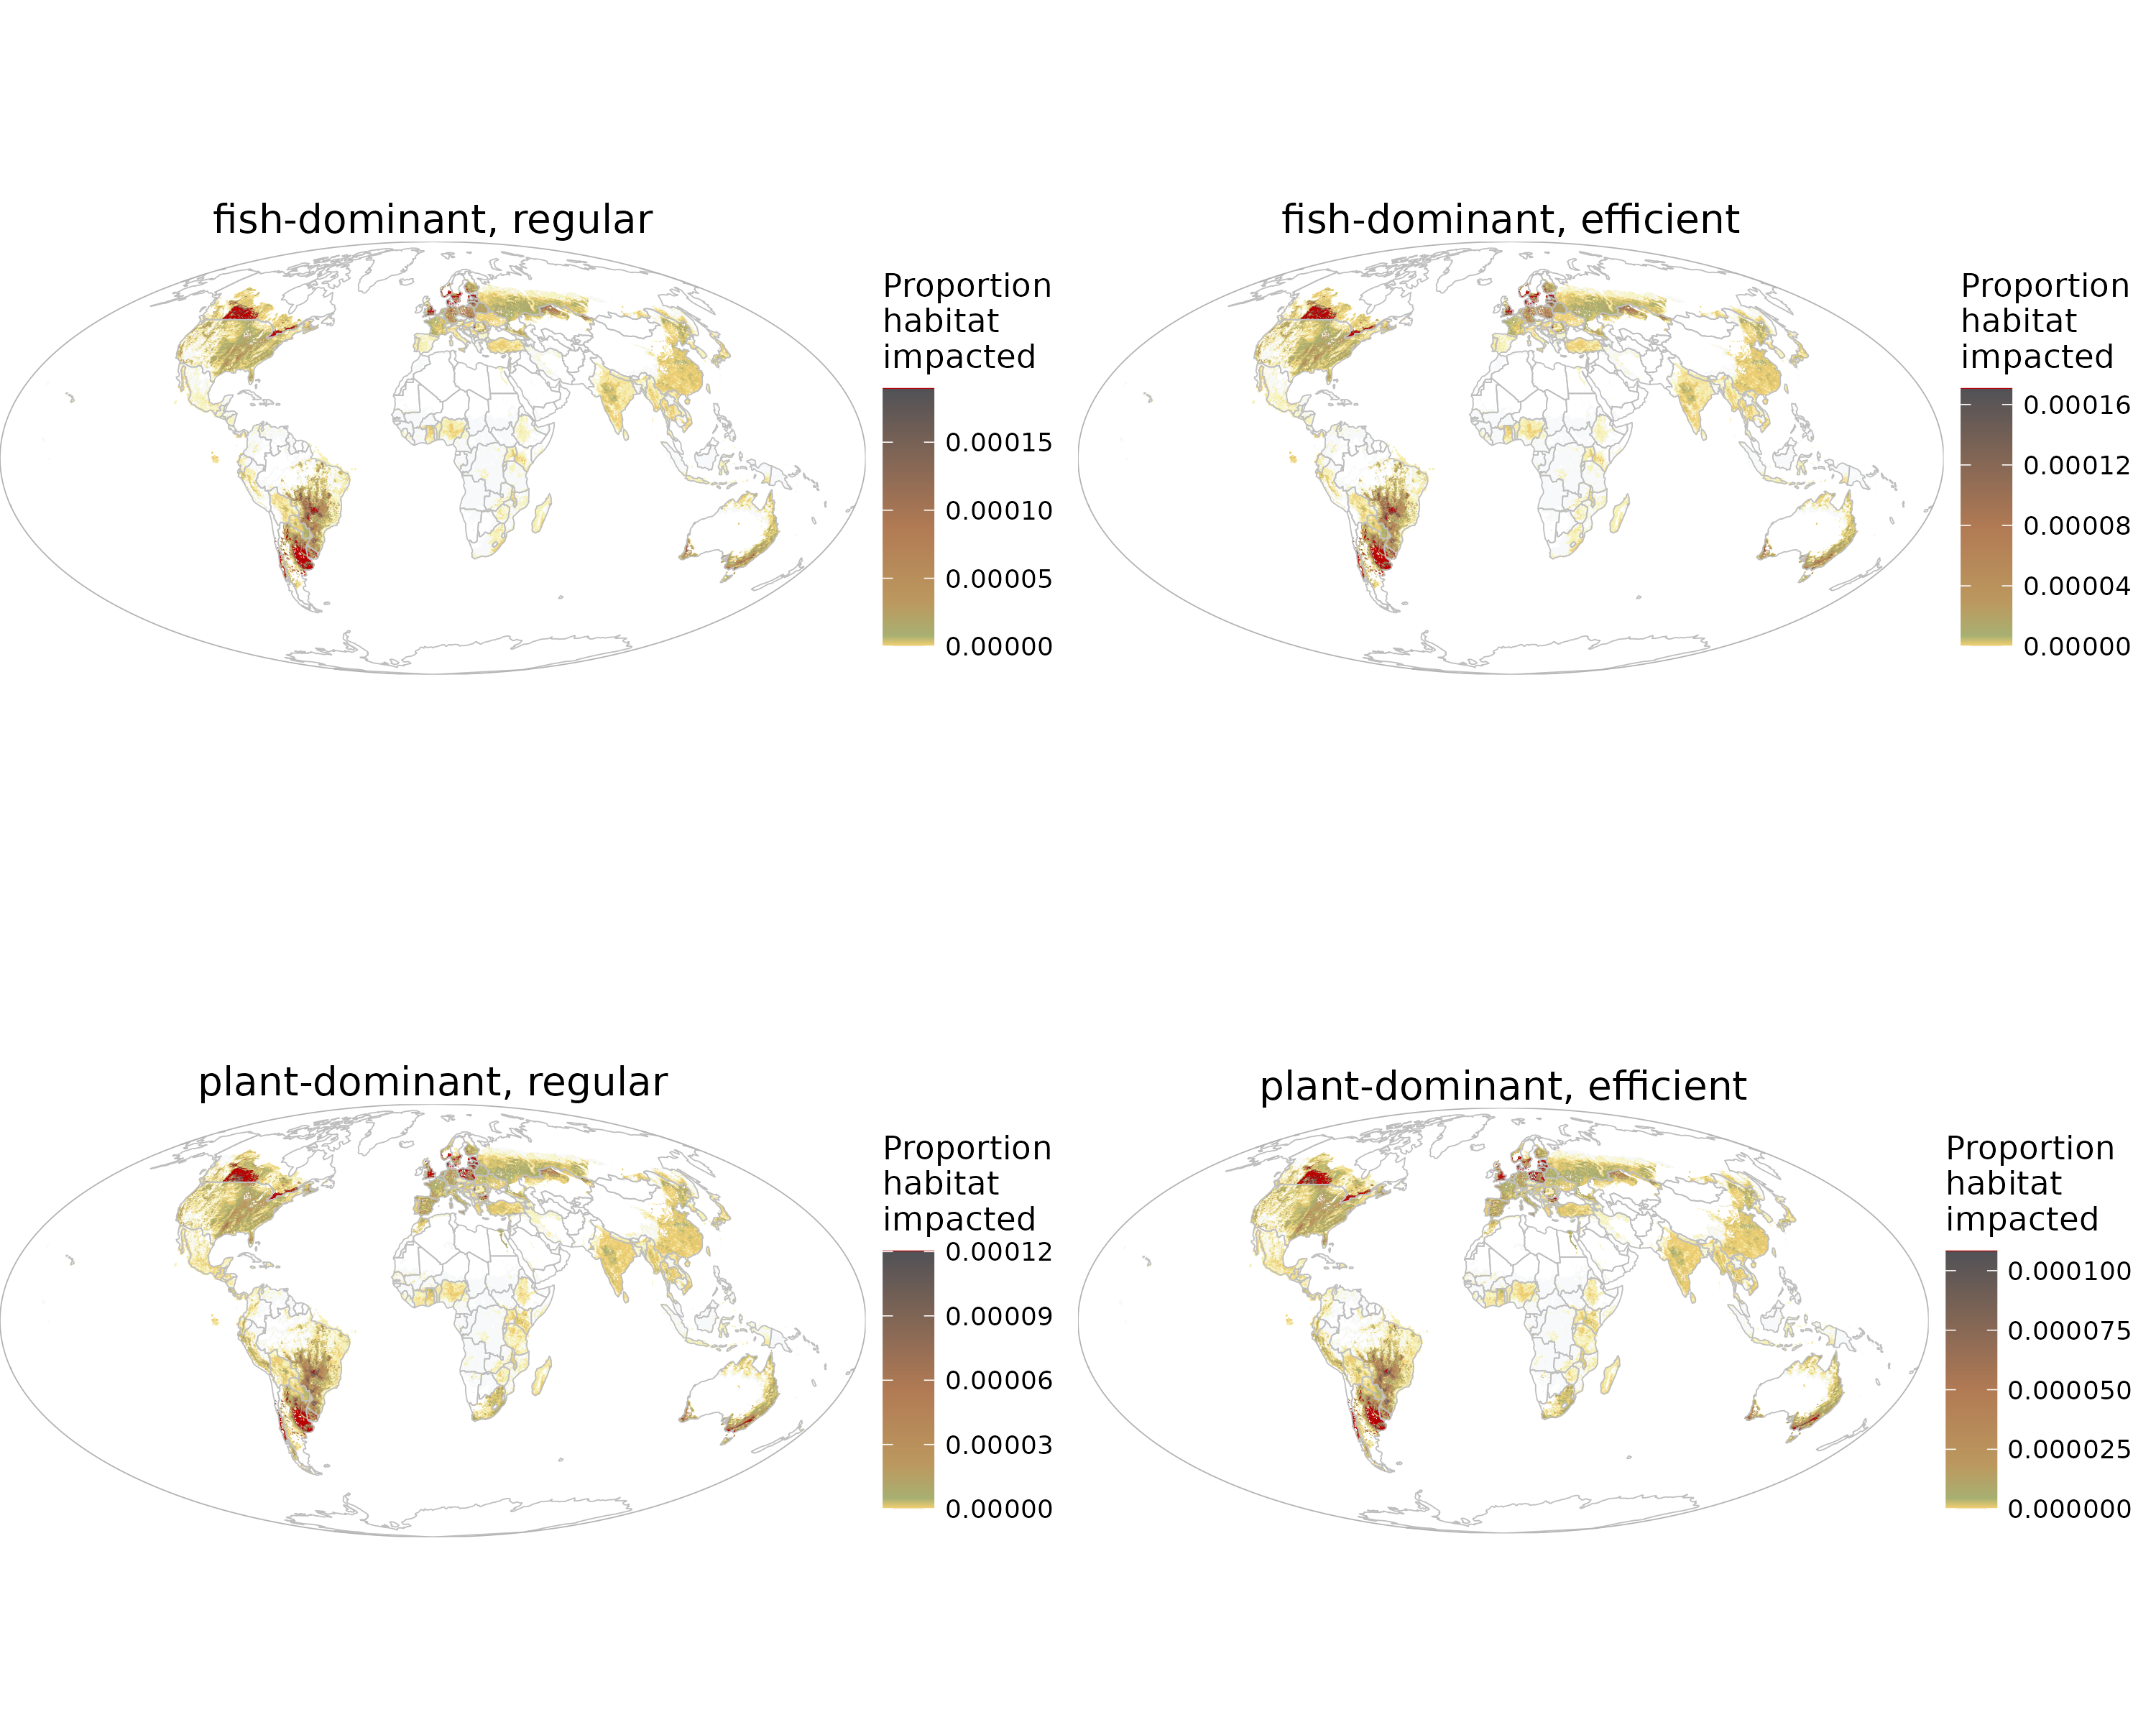 fish-dominant, regular
Proportion
habitat
impacted
0.00015
0.00010
0.00005
0.00000
fish-dominant, efficient
Proportion
habitat
impacted
0.00016
0.00012
0.00008
0.00004
0.00000
plant-dominant, regular
Proportion
habitat
impacted
0.00012
0.00009
0.00006
0.00003
0.00000
plant-dominant, efficient
Proportion
habitat
impacted
0.000100
0.000075
0.000050
0.000025
0.000000